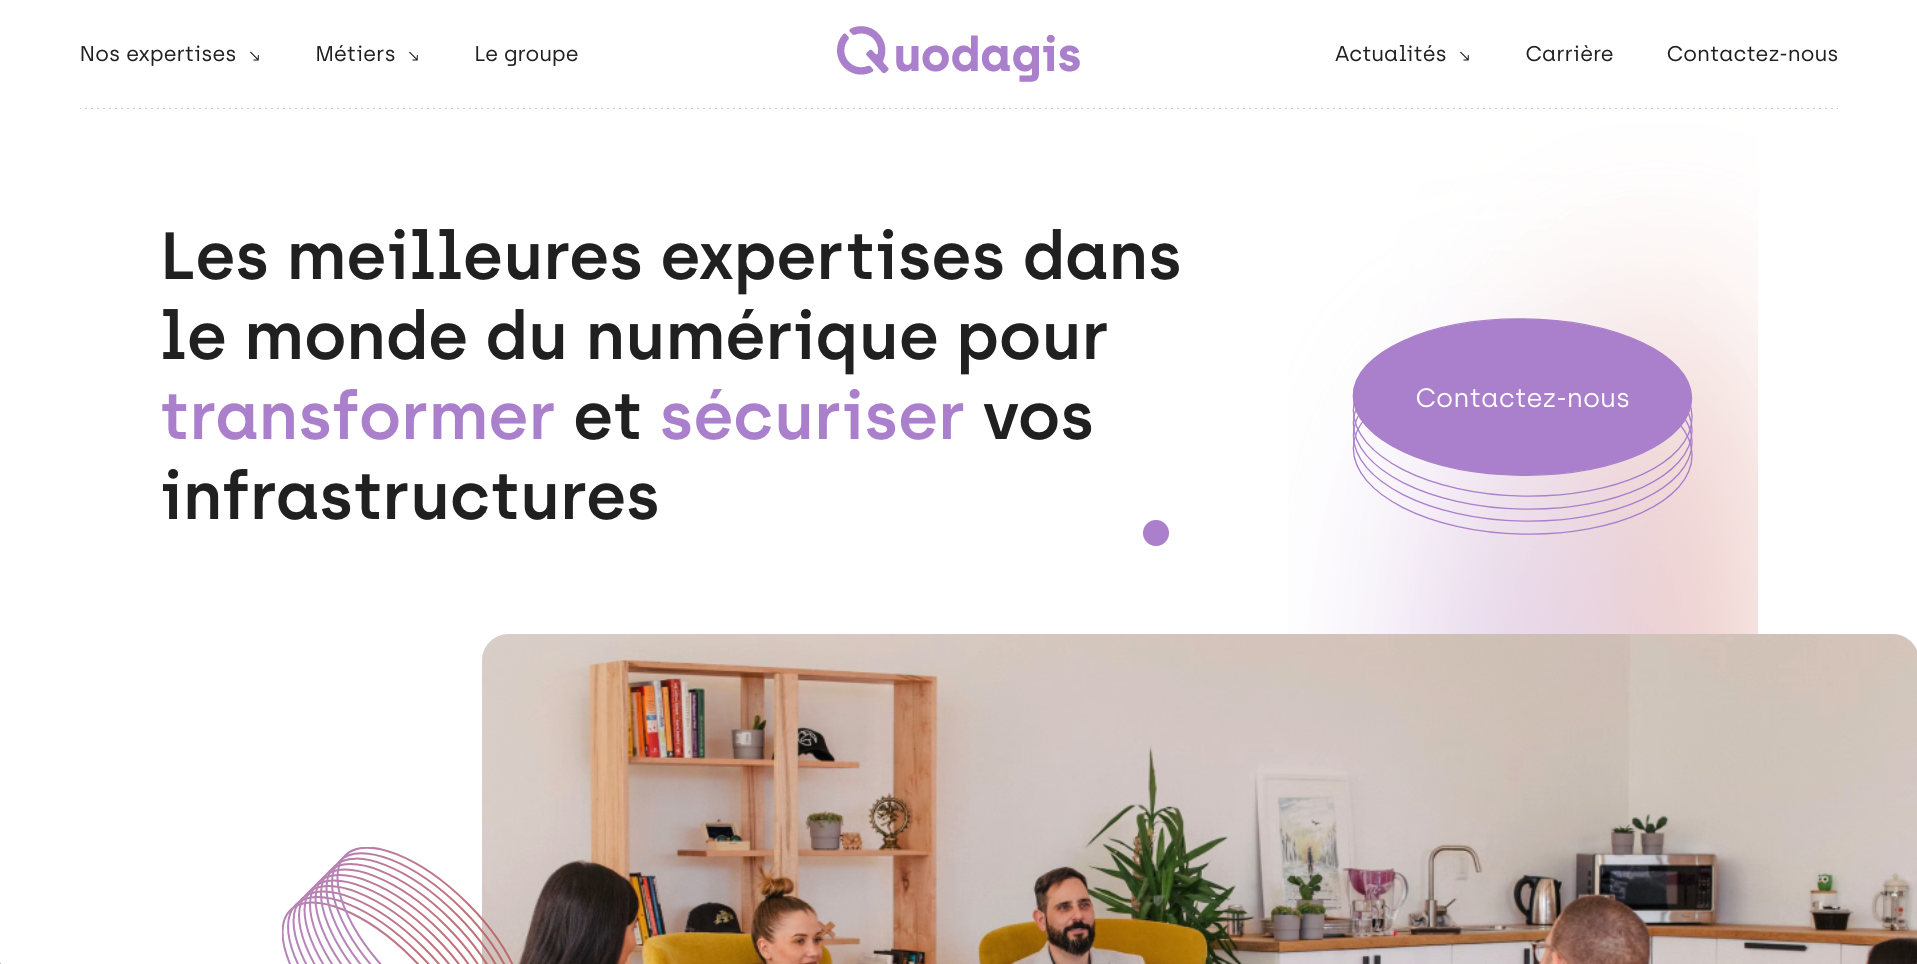 Nos expertises
Métiers
Le groupe
Quodagis
Actualités
Carrière
Contactez-nous
Les meilleures expertises dans
le monde du numérique pour
transformer et sécuriser vos
infrastructures
Contactez-nous